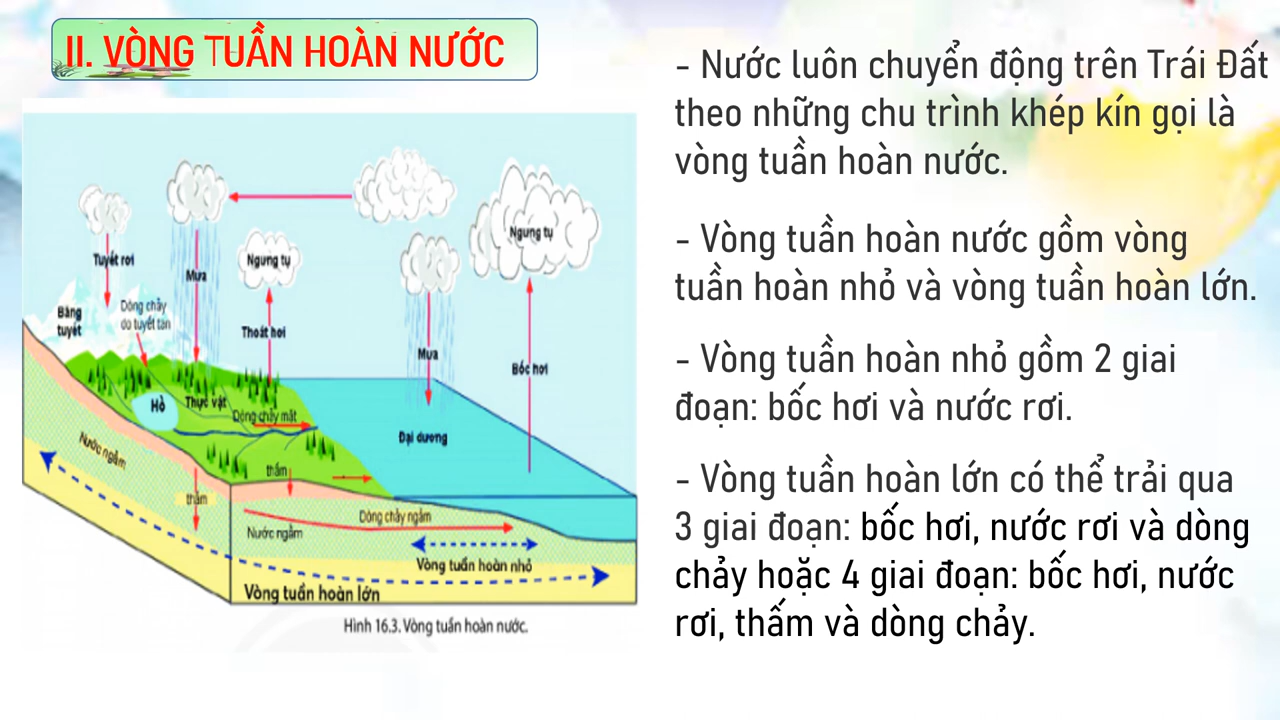 II. VÒNG TUẦN HOÀN NƯỚC
Ngưng tụ
Tuyết rơi
Mưa
Ngưng tụ
Băng
tuyết
Dòng chảy
do tuyết tan
Thoát hơi
Mưa
Bốc hơi
Hồ
Thực vật
Dòng chảy mặt
Đại dương
Nước ngầm
thấm
thấm
Dòng chảy ngầm
Nước ngầm
Vòng tuần hoàn nhỏ
Vòng tuần hoàn lớn
Hình 16.3. Vòng tuần hoàn nước.
- Nước luôn chuyển động trên Trái Đất
theo những chu trình khép kín gọi là
vòng tuần hoàn nước.
- Vòng tuần hoàn nước gồm vòng
tuần hoàn nhỏ và vòng tuần hoàn lớn.
- Vòng tuần hoàn nhỏ gồm 2 giai
đoạn: bốc hơi và nước rơi.
- Vòng tuần hoàn lớn có thể trải qua
3 giai đoạn: bốc hơi, nước rơi và dòng
chảy hoặc 4 giai đoạn: bốc hơi, nước
rơi, thấm và dòng chảy.